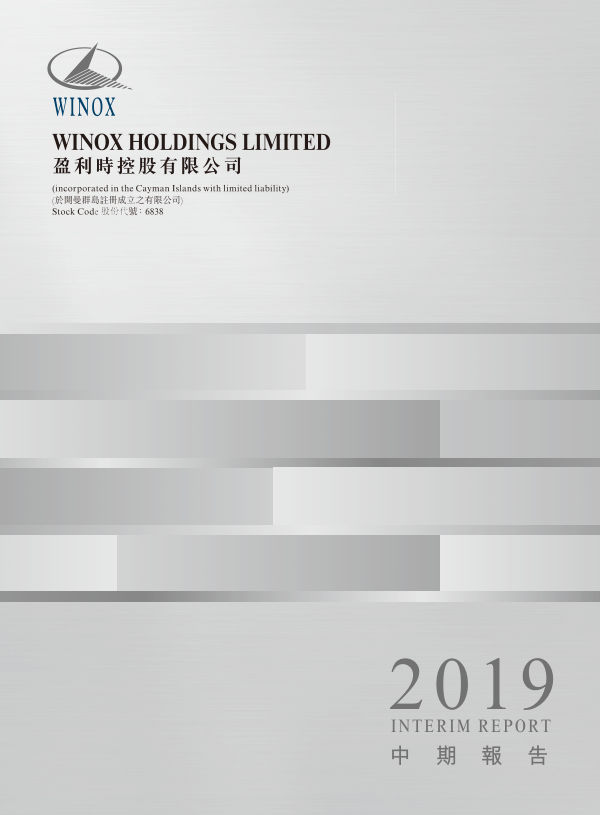 WINOX
WINOX HOLDINGS LIMITED
盈利時控股有限公司
(incorporated in the Cayman Islands with limited liability)
(於開曼群島註冊成立之有限公司)
Stock Code 股份代號：6838
2019
INTERIM REPORT
中期報告